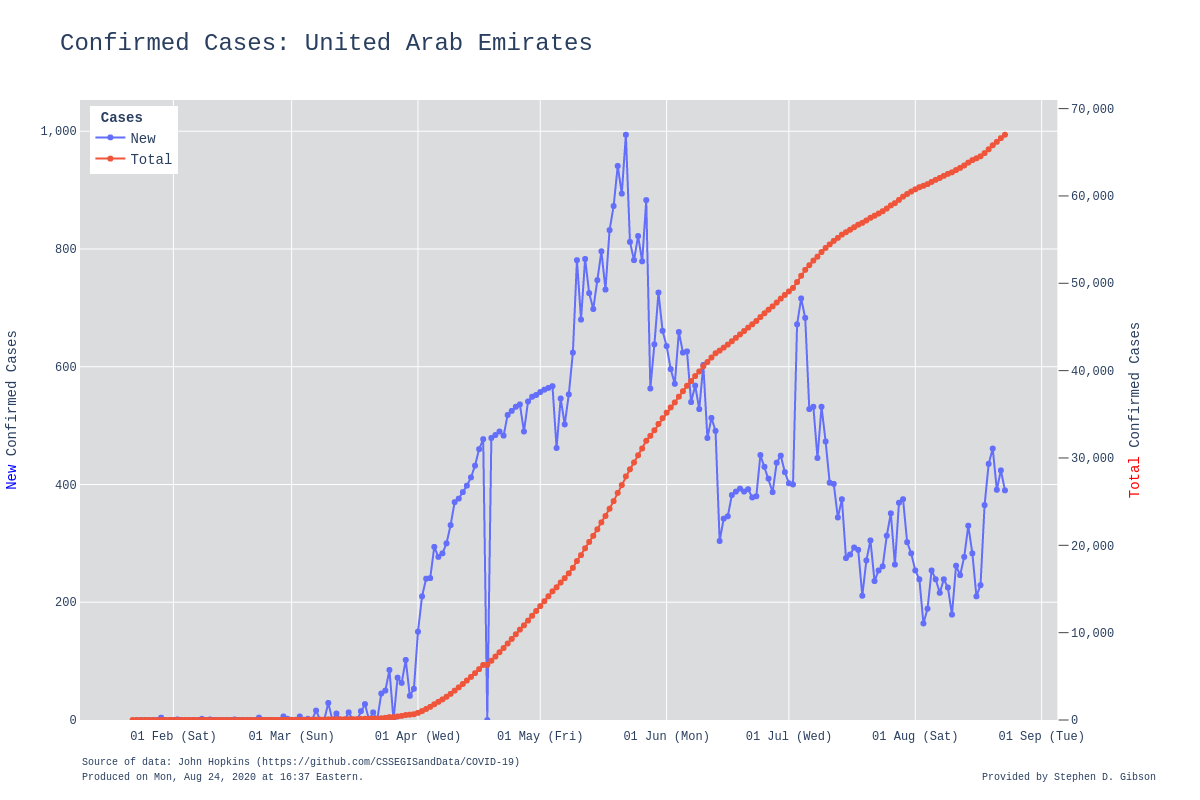 Confirmed Cases: United Arab Emirates
Cases
New
Total
1,000
800
600
400
200
0
70,000
60,000
50,000
40,000
30,000
20,000
10,000
0
New Confirmed Cases
Total Confirmed Cases
01 Feb (Sat) 01 Mar (Sun) 01 Apr (Wed) 01 May (Fri) 01 Jun (Mon) 01 Jul (Wed) 01 Aug (Sat) 01 Sep (Tue)
Source of data: John Hopkins (https://github.com/CSSEGISandData/COVID-19)
Produced on Mon, Aug 24, 2020 at 16:37 Eastern.
Provided by Stephen D. Gibson